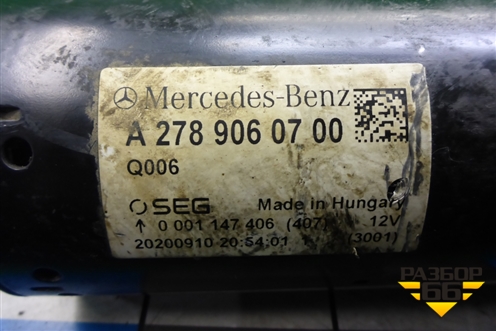 Mercedes-Benz
A 278 906 07 00
Q006
SEG Made in Hungary
↑ 0 001 147 406 (407) 12V
20200910 20:54:01 (3001)
РАЗБОР
66